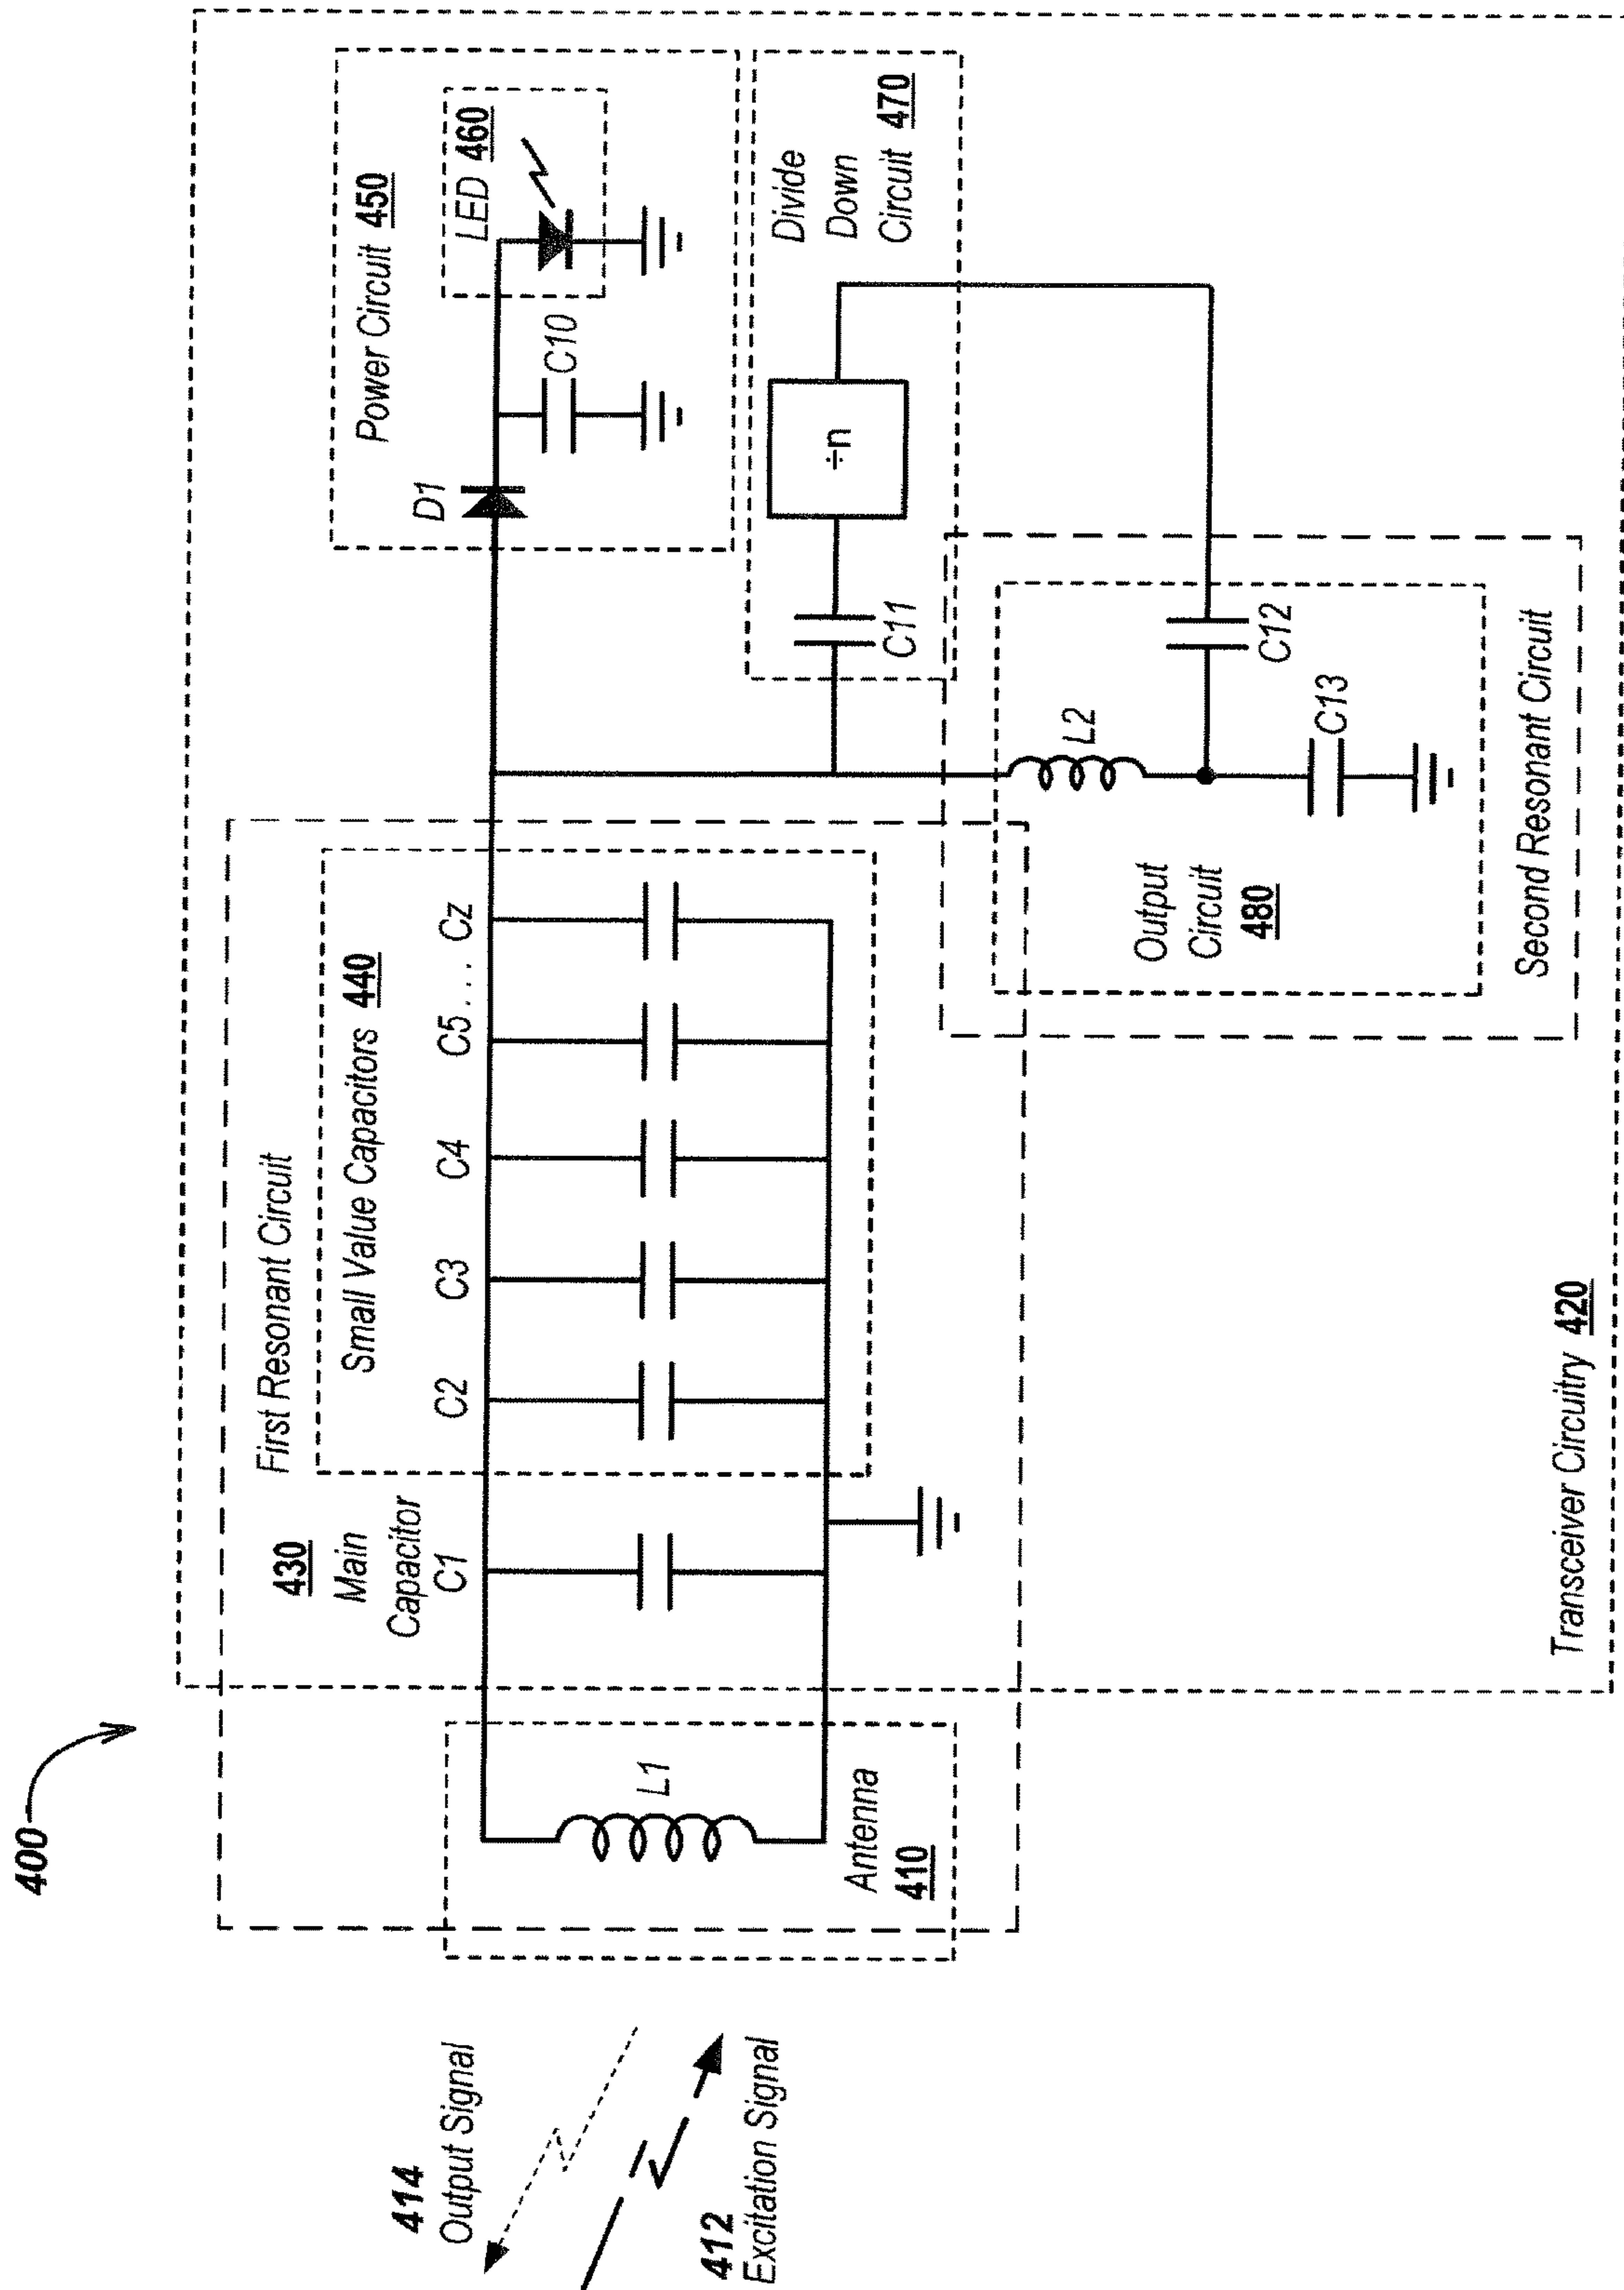 400
414
Output Signal
412
Excitation Signal
Antenna
410
L1
430
First Resonant Circuit
Main
Capacitor
C1
Small Value Capacitors 440
C2
C3
C4
C5 . . . Cz
Power Circuit 450
D1
C10
LED 460
Divide
Down
Circuit 470
÷n
C11
Output
Circuit
480
L2
C12
C13
Second Resonant Circuit
Transceiver Circuitry 420